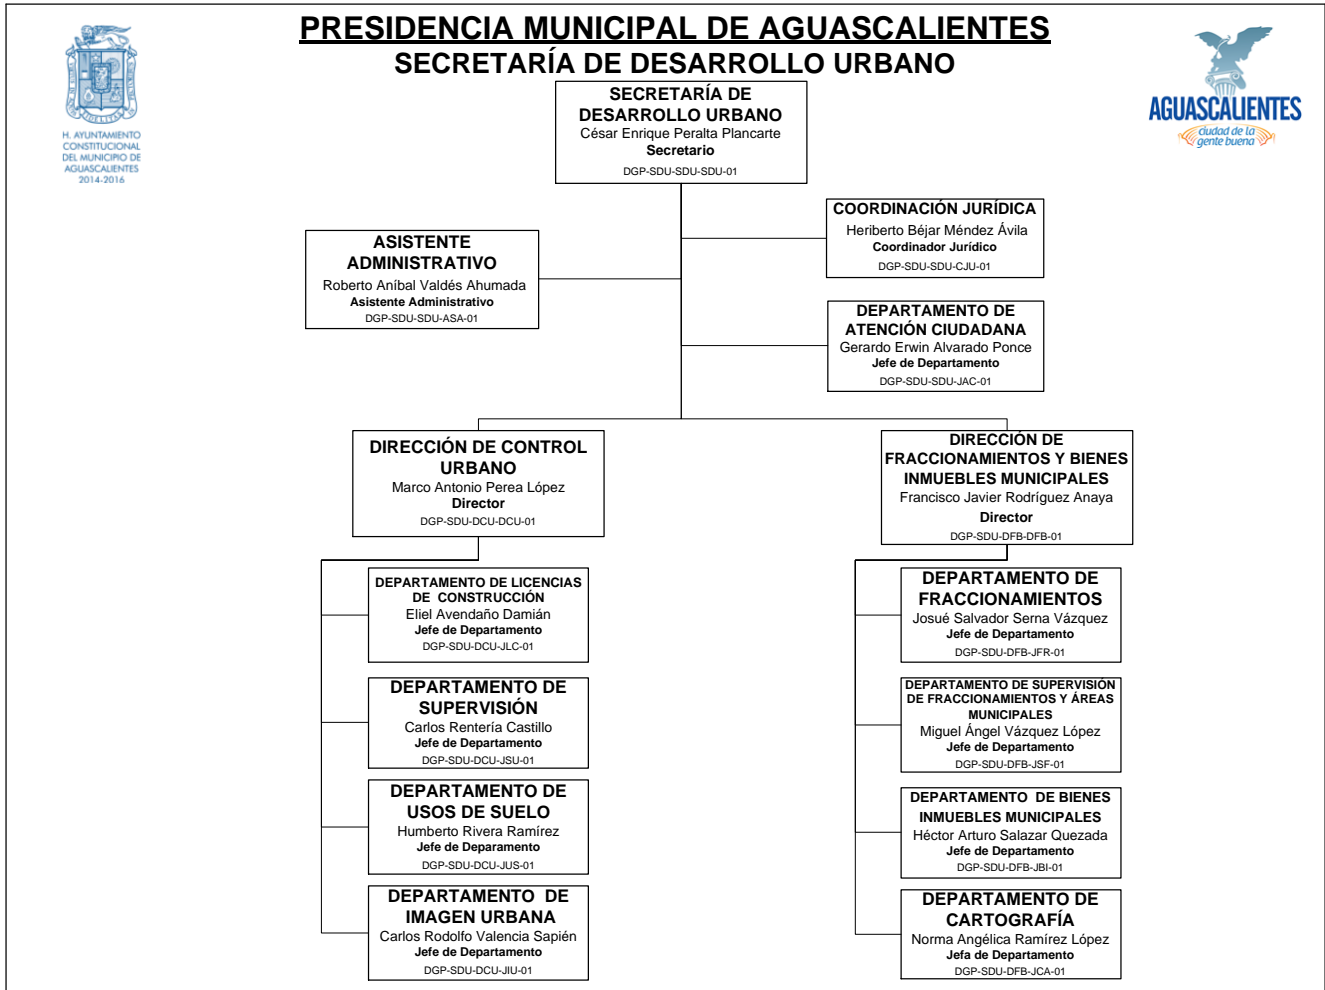 PRESIDENCIA MUNICIPAL DE AGUASCALIENTES
SECRETARÍA DE DESARROLLO URBANO
H. AYUNTAMIENTO
CONSTITUCIONAL
DEL MUNICIPIO DE
AGUASCALIENTES
2014-2016
AGUASCALIENTES
ciudad de la
gente buena
SECRETARÍA DE
DESARROLLO URBANO
César Enrique Peralta Plancarte
Secretario
DGP-SDU-SDU-SDU-01
COORDINACIÓN JURÍDICA
Heriberto Béjar Méndez Ávila
Coordinador Jurídico
DGP-SDU-SDU-CJU-01
ASISTENTE
ADMINISTRATIVO
Roberto Aníbal Valdés Ahumada
Asistente Administrativo
DGP-SDU-SDU-ASA-01
DEPARTAMENTO DE
ATENCIÓN CIUDADANA
Gerardo Erwin Alvarado Ponce
Jefe de Departamento
DGP-SDU-SDU-JAC-01
DIRECCIÓN DE CONTROL
URBANO
Marco Antonio Perea López
Director
DGP-SDU-DCU-DCU-01
DIRECCIÓN DE
FRACCIONAMIENTOS Y BIENES
INMUEBLES MUNICIPALES
Francisco Javier Rodríguez Anaya
Director
DGP-SDU-DFB-DFB-01
DEPARTAMENTO DE LICENCIAS
DE  CONSTRUCCIÓN
Eliel Avendaño Damián
Jefe de Departamento
DGP-SDU-DCU-JLC-01
DEPARTAMENTO DE
SUPERVISIÓN
Carlos Rentería Castillo
Jefe de Departamento
DGP-SDU-DCU-JSU-01
DEPARTAMENTO DE
USOS DE SUELO
Humberto Rivera Ramírez
Jefe de Deparamento
DGP-SDU-DCU-JUS-01
DEPARTAMENTO  DE
IMAGEN URBANA
Carlos Rodolfo Valencia Sapién
Jefe de Departamento
DGP-SDU-DCU-JIU-01
DEPARTAMENTO DE
FRACCIONAMIENTOS
Josué Salvador Serna Vázquez
Jefe de Departamento
DGP-SDU-DFB-JFR-01
DEPARTAMENTO DE SUPERVISIÓN
DE FRACCIONAMIENTOS Y ÁREAS
MUNICIPALES
Miguel Ángel Vázquez López
Jefe de Departamento
DGP-SDU-DFB-JSF-01
DEPARTAMENTO  DE BIENES
INMUEBLES MUNICIPALES
Héctor Arturo Salazar Quezada
Jefe de Departamento
DGP-SDU-DFB-JBI-01
DEPARTAMENTO DE
CARTOGRAFÍA
Norma Angélica Ramírez López
Jefa de Departamento
DGP-SDU-DFB-JCA-01